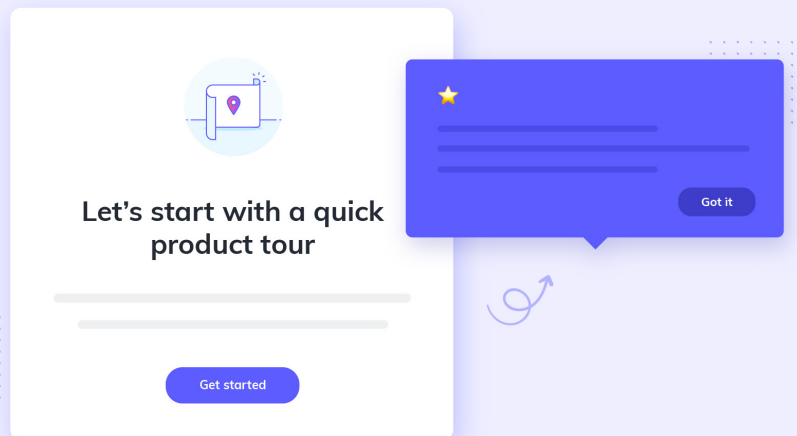 Let’s start with a quick
product tour
Get started
Got it